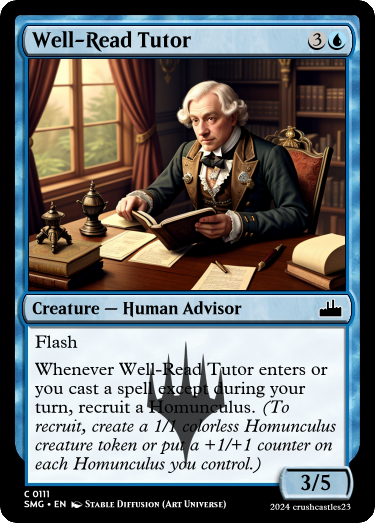 Well-Read Tutor 3
Creature — Human Advisor
Flash
Whenever Well-Read Tutor enters or
you cast a spell except during your
turn, recruit a Homunculus. (To
recruit, create a 1/1 colorless Homunculus
creature token or put a +1/+1 counter on
each Homunculus you control.)
3/5
C 0111
SMG • EN Stable Diffusion (Art Universe)
2024 crushcastles23